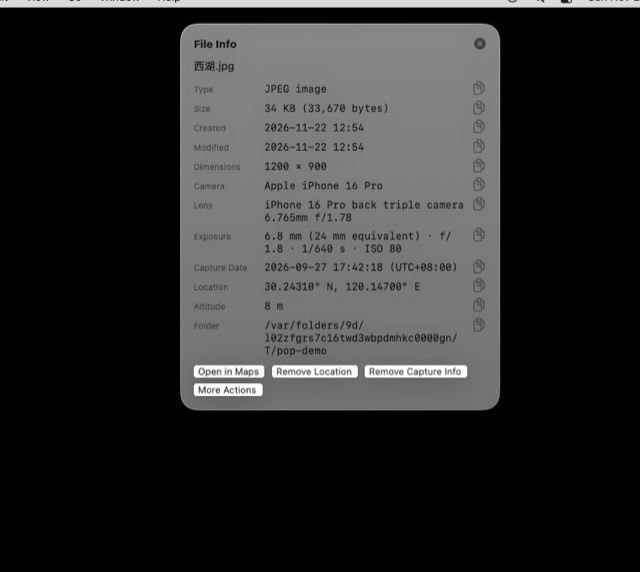 File Info
西湖.jpg
Type JPEG image
Size 34 KB (33,670 bytes)
Created 2026-11-22 12:54
Modified 2026-11-22 12:54
Dimensions 1200 × 900
Camera Apple iPhone 16 Pro
Lens iPhone 16 Pro back triple camera
6.765mm f/1.78
Exposure 6.8 mm (24 mm equivalent) · f/
1.8 · 1/640 s · ISO 80
Capture Date 2026-09-27 17:42:18 (UTC+08:00)
Location 30.24310° N, 120.14700° E
Altitude 8 m
Folder /var/folders/9d/
l02zfgrs7c16twd3wbpdmhkc0000gn/
T/pop-demo
Open in Maps Remove Location Remove Capture Info
More Actions